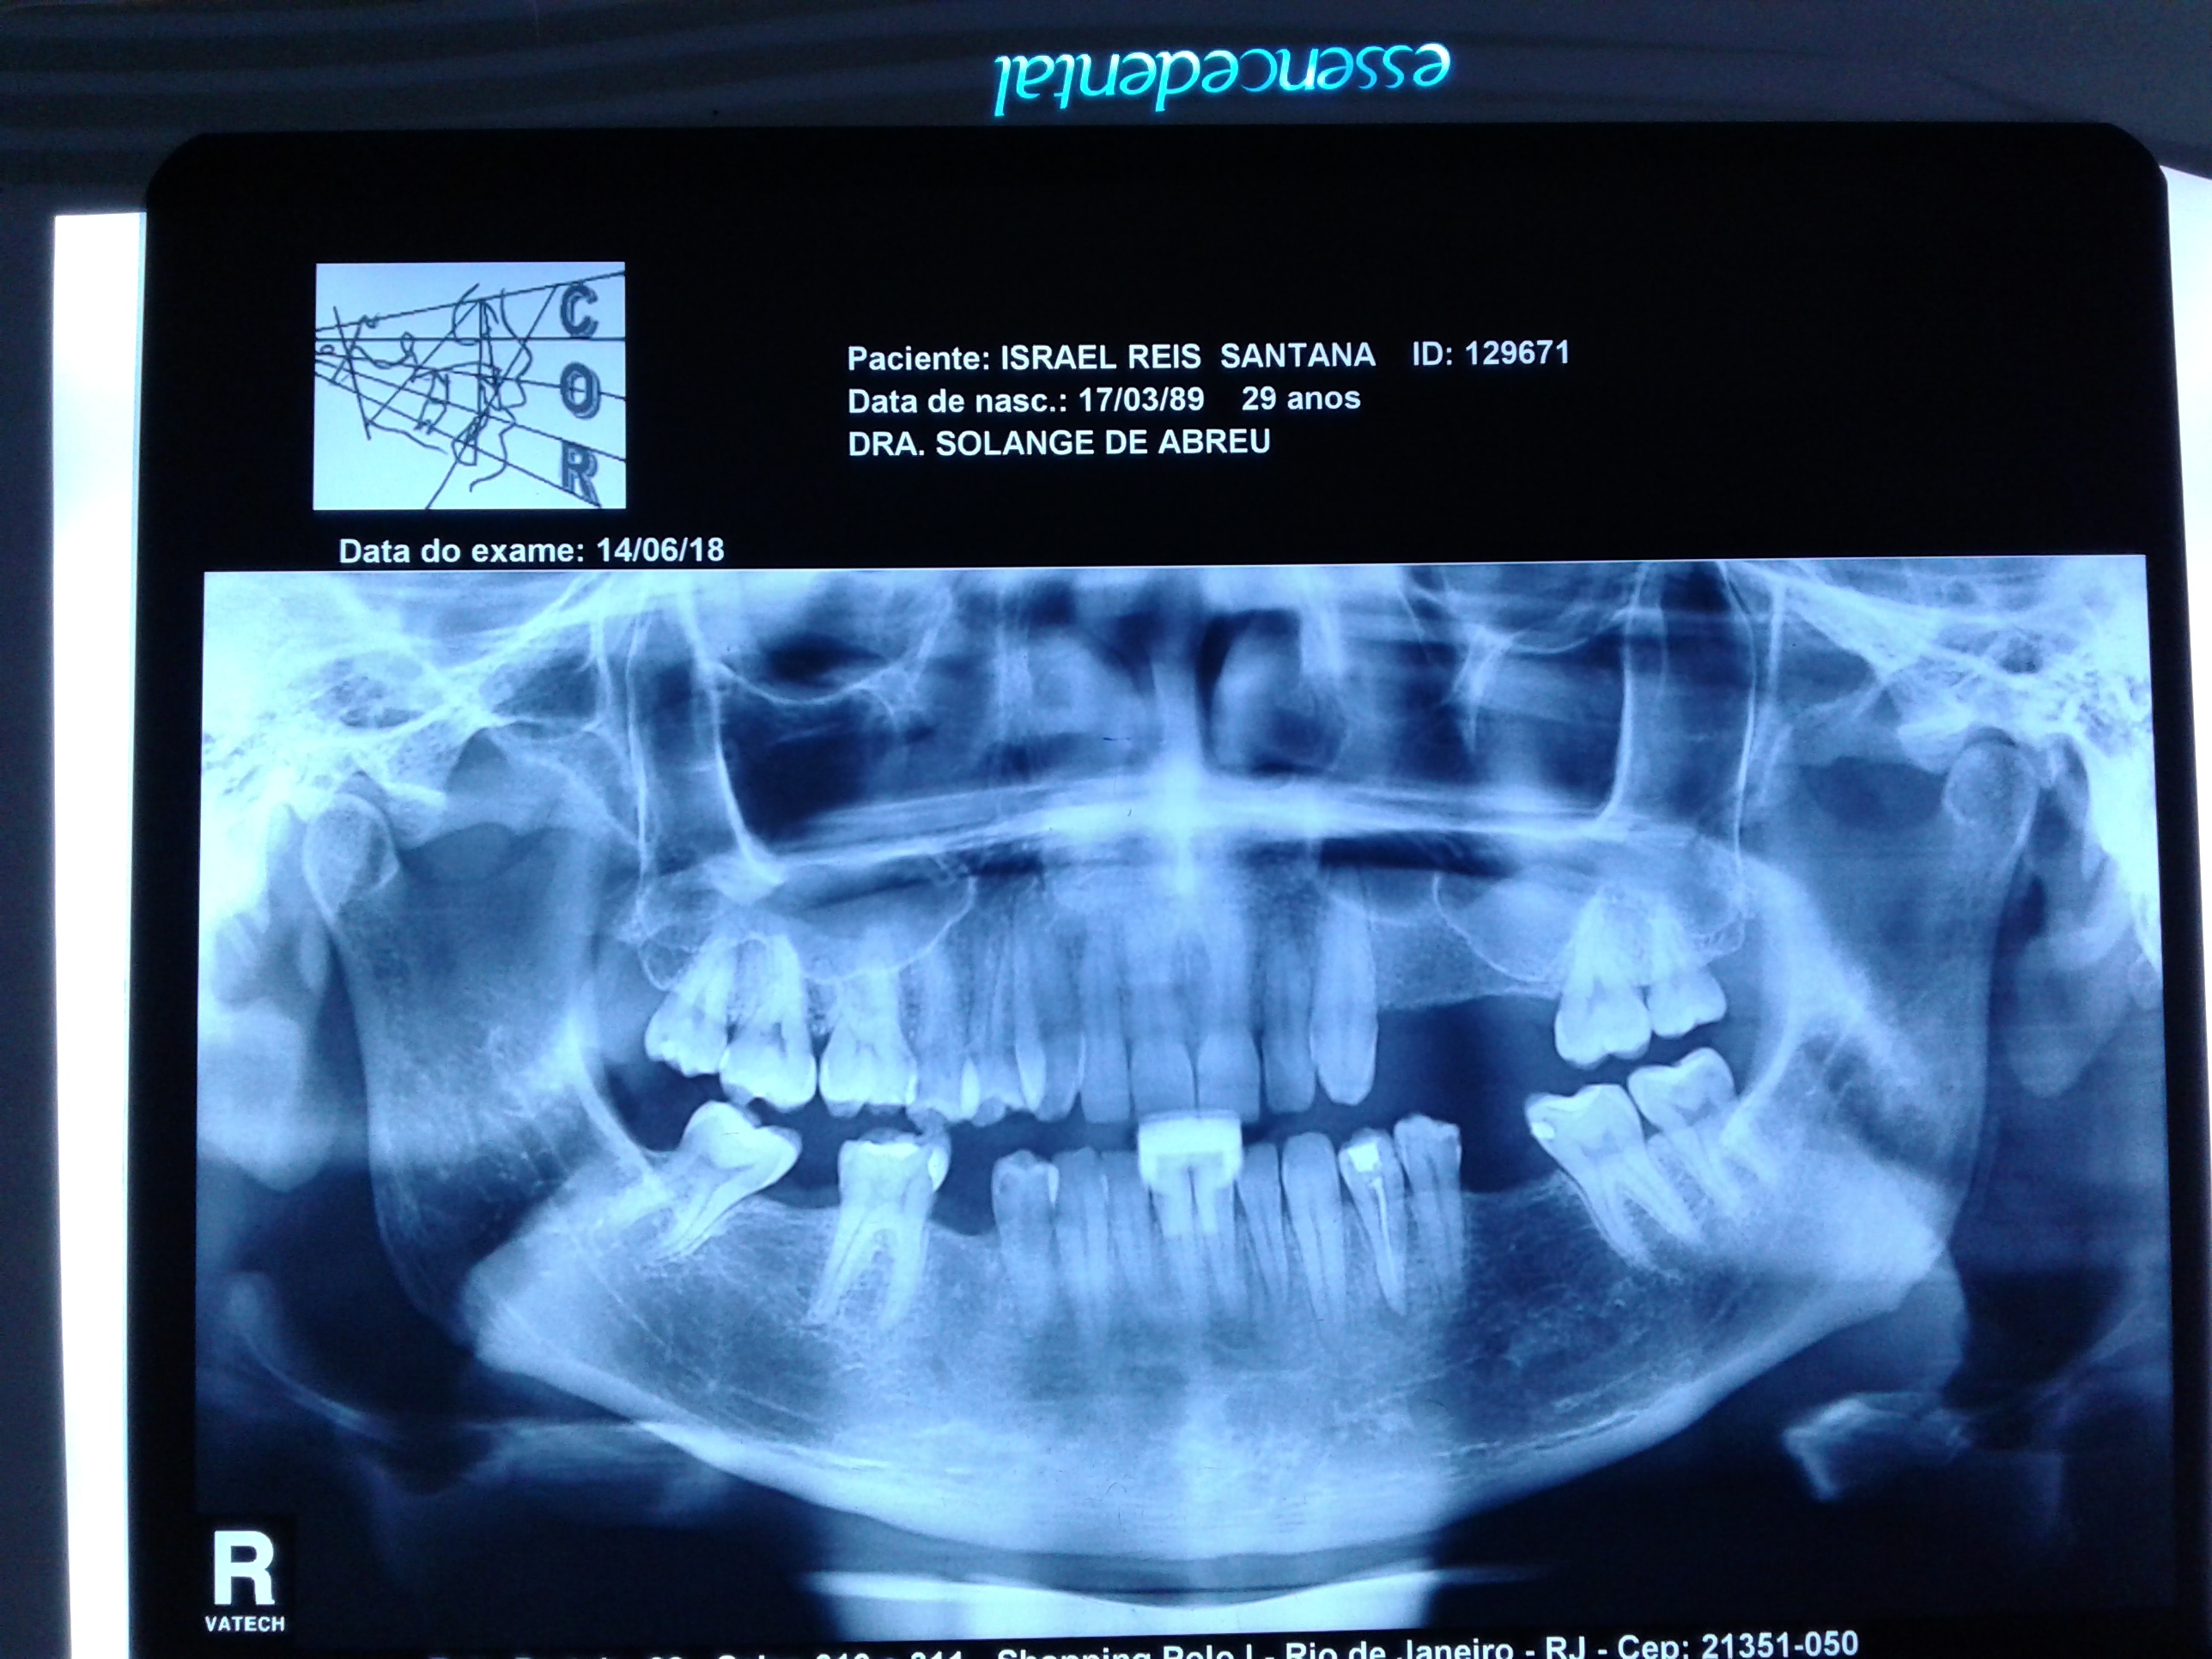 essencedental
C
O
R
Paciente: ISRAEL REIS SANTANA ID: 129671
Data de nasc.: 17/03/89 29 anos
DRA. SOLANGE DE ABREU
Data do exame: 14/06/18
R
VATECH
Shopping Polo I - Rio de Janeiro - RJ - Cep: 21351-050